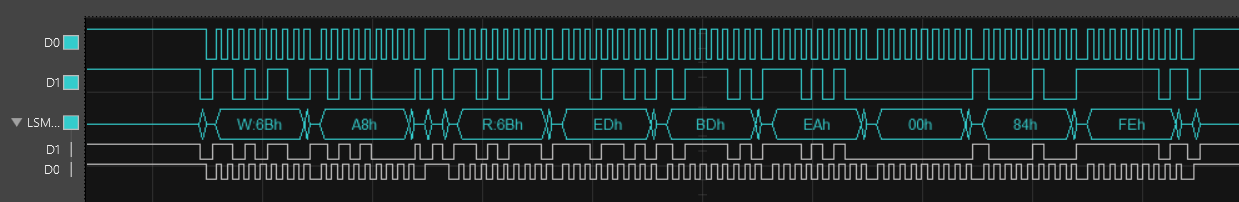 D0
D1
LSM... W:6Bh A8h R:6Bh EDh BDh EAh 00h 84h FEh
D1
D0